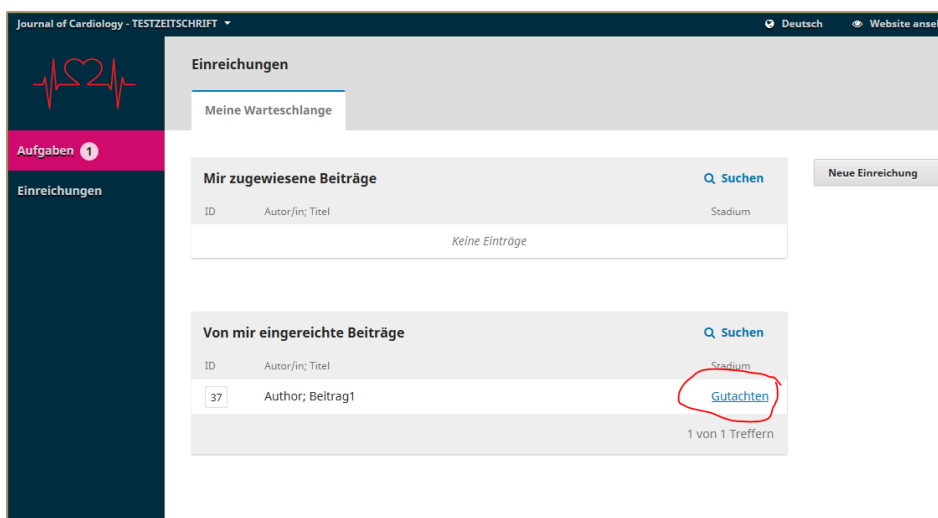 Journal of Cardiology - TESTZEITSCHRIFT
Deutsch
Website anse
Einreichungen
Meine Warteschlange
Aufgaben 1
Einreichungen
Mir zugewiesene Beiträge
Suchen
Neue Einreichung
ID Autor/in; Titel Stadium
Keine Einträge
Von mir eingereichte Beiträge
Suchen
ID Autor/in; Titel Stadium
37 Author; Beitrag1 Gutachten
1 von 1 Treffern